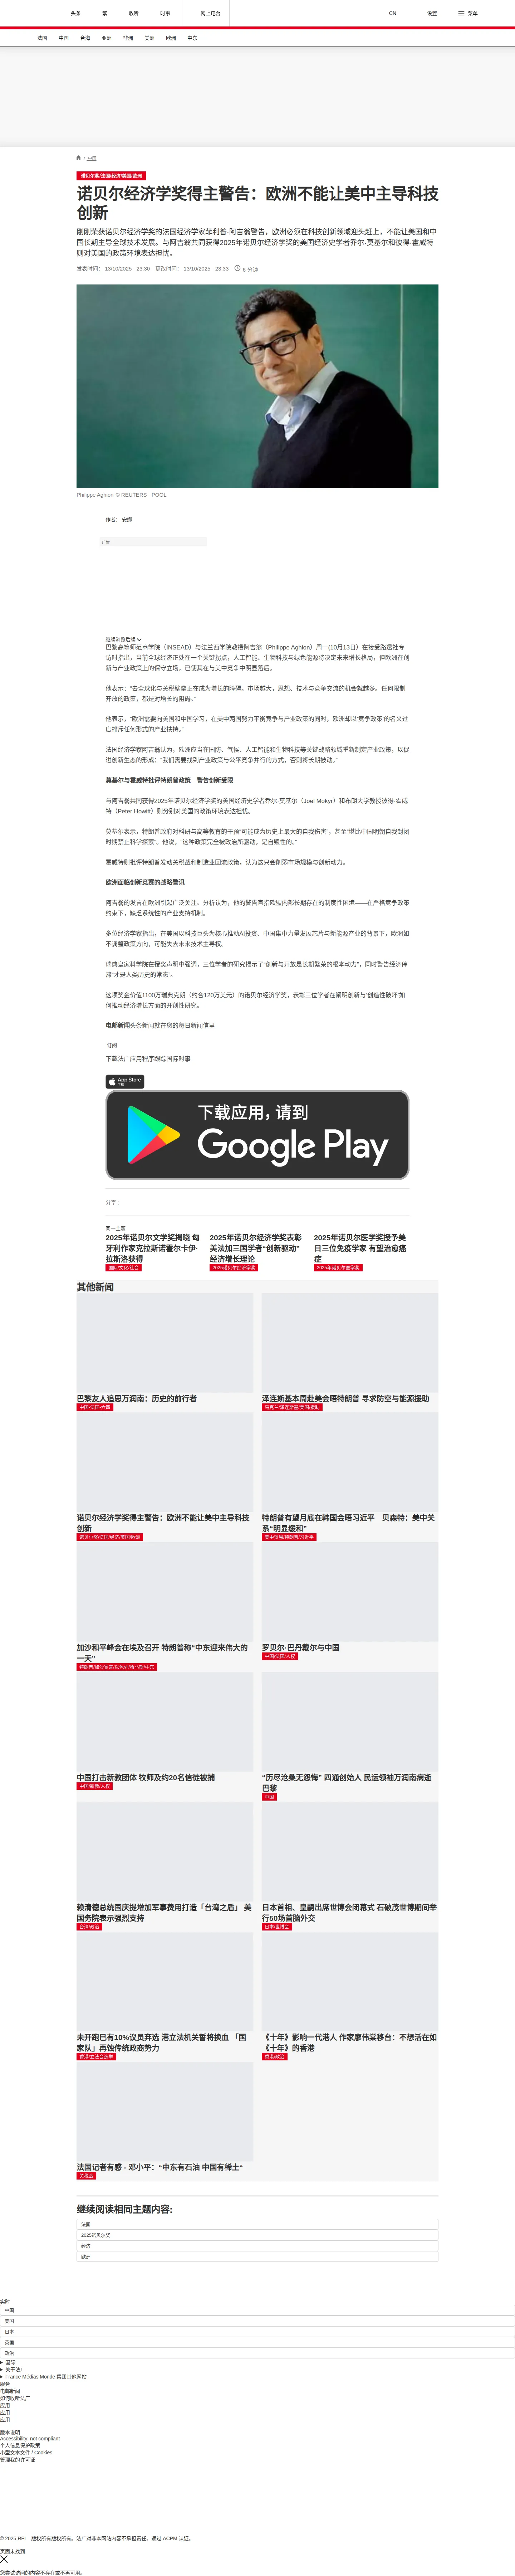 头条
繁
收听
时事
网上电台
CN
设置
菜单
法国
中国
台海
亚洲
非洲
美洲
欧洲
中东
/ 中国
诺贝尔奖/法国/经济/美国/欧洲
诺贝尔经济学奖得主警告：欧洲不能让美中主导科技
创新
刚刚荣获诺贝尔经济学奖的法国经济学家菲利普·阿吉翁警告，欧洲必须在科技创新领域迎头赶上，不能让美国和中
国长期主导全球技术发展。与阿吉翁共同获得2025年诺贝尔经济学奖的美国经济史学者乔尔·莫基尔和彼得·霍威特
则对美国的政策环境表达担忧。
发表时间： 13/10/2025 - 23:30 更改时间： 13/10/2025 - 23:33 6 分钟
Philippe Aghion © REUTERS - POOL
作者： 安娜
广告
继续浏览后续
巴黎高等师范商学院（INSEAD）与法兰西学院教授阿吉翁（Philippe Aghion）周一(10月13日）在接受路透社专
访时指出，当前全球经济正处在一个关键拐点，人工智能、生物科技与绿色能源将决定未来增长格局，但欧洲在创
新与产业政策上的保守立场，已使其在与美中竞争中明显落后。
他表示：“去全球化与关税壁垒正在成为增长的障碍。市场越大，思想、技术与竞争交流的机会就越多。任何限制
开放的政策，都是对增长的阻碍。”
他表示，“欧洲需要向美国和中国学习，在美中两国努力平衡竞争与产业政策的同时，欧洲却以‘竞争政策’的名义过
度排斥任何形式的产业扶持。”
法国经济学家阿吉翁认为，欧洲应当在国防、气候、人工智能和生物科技等关键战略领域重新制定产业政策，以促
进创新生态的形成：“我们需要找到产业政策与公平竞争并行的方式，否则将长期被动。”
莫基尔与霍威特批评特朗普政策　警告创新受限
与阿吉翁共同获得2025年诺贝尔经济学奖的美国经济史学者乔尔·莫基尔（Joel Mokyr）和布朗大学教授彼得·霍威
特（Peter Howitt）则分别对美国的政策环境表达担忧。
莫基尔表示，特朗普政府对科研与高等教育的干预“可能成为历史上最大的自我伤害”，甚至“堪比中国明朝自我封闭
时期禁止科学探索”。他说，“这种政策完全被政治所驱动，是自毁性的。”
霍威特则批评特朗普发动关税战和制造业回流政策，认为这只会削弱市场规模与创新动力。
欧洲面临创新竞赛的战略警讯
阿吉翁的发言在欧洲引起广泛关注。分析认为，他的警告直指欧盟内部长期存在的制度性困境——在严格竞争政策
约束下，缺乏系统性的产业支持机制。
多位经济学家指出，在美国以科技巨头为核心推动AI投资，中国集中力量发展芯片与新能源产业的背景下，欧洲如
不调整政策方向，可能失去未来技术主导权。
瑞典皇家科学院在授奖声明中强调，三位学者的研究揭示了“创新与开放是长期繁荣的根本动力”，同时警告经济停
滞“才是人类历史的常态”。
这项奖金价值1100万瑞典克朗（约合120万美元）的诺贝尔经济学奖，表彰三位学者在阐明创新与‘创造性破坏’如
何推动经济增长方面的开创性研究。
电邮新闻头条新闻就在您的每日新闻信里
订阅
下载法广应用程序跟踪国际时事
App Store
下载
下载应用，请到
Google Play
分享 :
同一主题
2025年诺贝尔文学奖揭晓 匈
牙利作家克拉斯诺霍尔卡伊·
拉斯洛获得
国际/文化/社会
2025年诺贝尔经济学奖表彰
美法加三国学者“创新驱动”
经济增长理论
2025诺贝尔经济学奖
2025年诺贝尔医学奖授予美
日三位免疫学家 有望治愈癌
症
2025年诺贝尔医学奖
其他新闻
巴黎友人追思万润南：历史的前行者
中国-法国-六四
泽连斯基本周赴美会晤特朗普 寻求防空与能源援助
乌克兰/泽连斯基/美国/援助
诺贝尔经济学奖得主警告：欧洲不能让美中主导科技
创新
诺贝尔奖/法国/经济/美国/欧洲
特朗普有望月底在韩国会晤习近平　贝森特：美中关
系“明显缓和”
美中贸易/特朗普/习近平
加沙和平峰会在埃及召开 特朗普称“中东迎来伟大的
一天”
特朗普/加沙宣言/以色列/哈马斯/中东
罗贝尔·巴丹戴尔与中国
中国/法国/人权
中国打击新教团体 牧师及约20名信徒被捕
中国/新教/人权
“历尽沧桑无怨悔” 四通创始人 民运领袖万润南病逝
巴黎
中国
赖清德总统国庆提增加军事费用打造「台湾之盾」 美
国务院表示强烈支持
台湾/政治
日本首相、皇嗣出席世博会闭幕式 石破茂世博期间举
行50场首脑外交
日本/世博会
未开跑已有10%议员弃选 港立法机关誓将换血 「国
家队」再蚀传统政商势力
香港/立法会选举
《十年》影响一代港人 作家廖伟棠移台：不想活在如
《十年》的香港
香港/政治
法国记者有感 - 邓小平：“中东有石油 中国有稀土”
关税战
继续阅读相同主题内容:
法国
2025诺贝尔奖
经济
欧洲
实时
中国
美国
日本
英国
政治
国际
关于法广
France Médias Monde 集团其他网站
服务
电邮新闻
如何收听法广
应用
应用
应用
版本说明
Accessibility: not compliant
个人信息保护政策
小型文本文件 / Cookies
管理我的许可证
© 2025 RFI – 版权所有版权所有。法广对非本网站内容不承担责任。通过 ACPM 认证。
页面未找到
您尝试访问的内容不存在或不再可用。